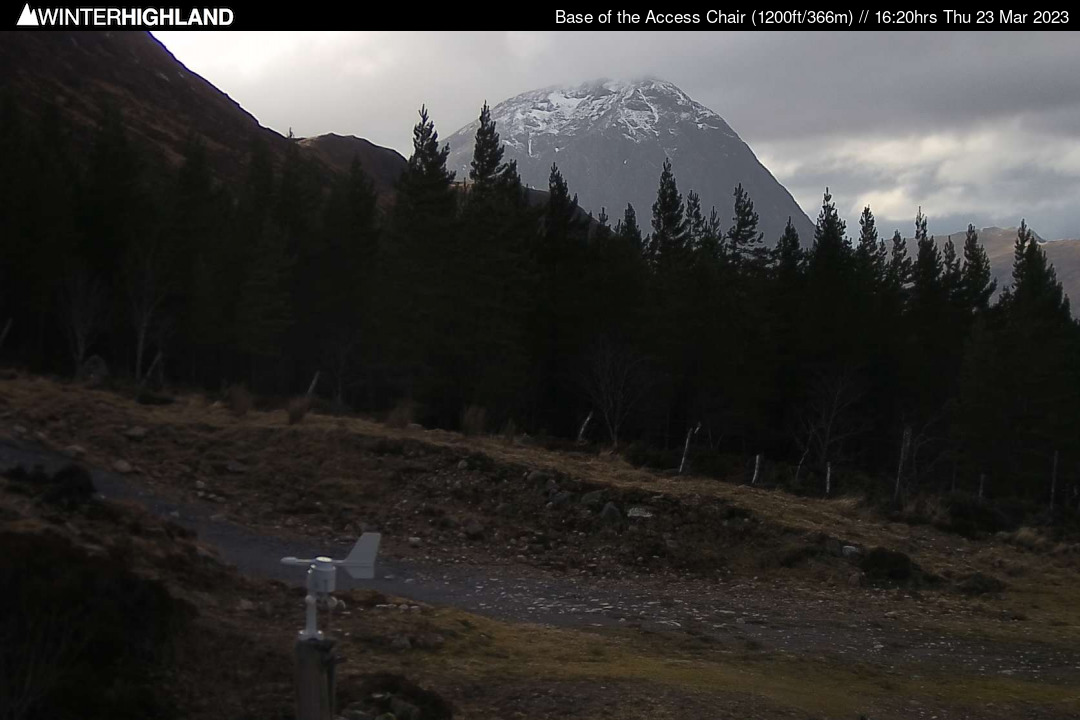 WINTERHIGHLAND
Base of the Access Chair (1200ft/366m) // 16:20hrs Thu 23 Mar 2023